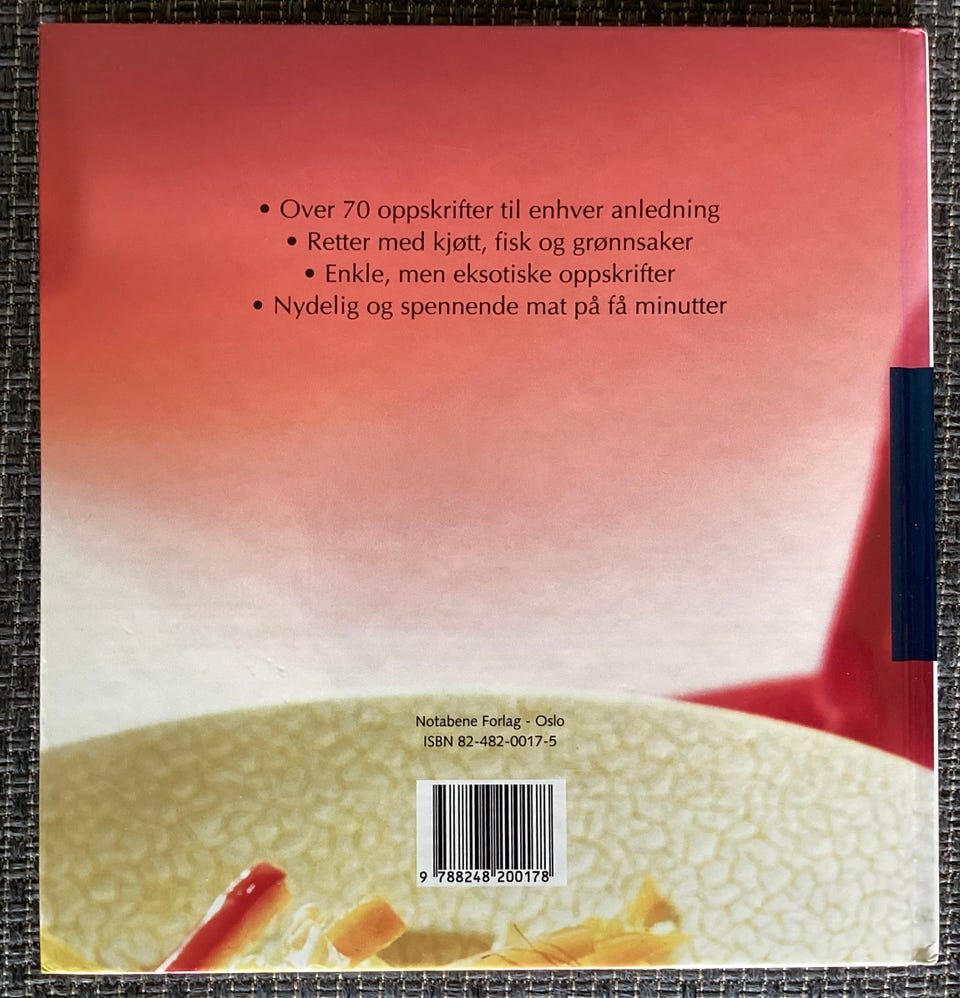 • Over 70 oppskrifter til enhver anledning
• Retter med kjøtt, fisk og grønnsaker
• Enkle, men eksotiske oppskrifter
• Nydelig og spennende mat på få minutter
Notabene Forlag - Oslo
ISBN 82-482-0017-5
9 788248 200178